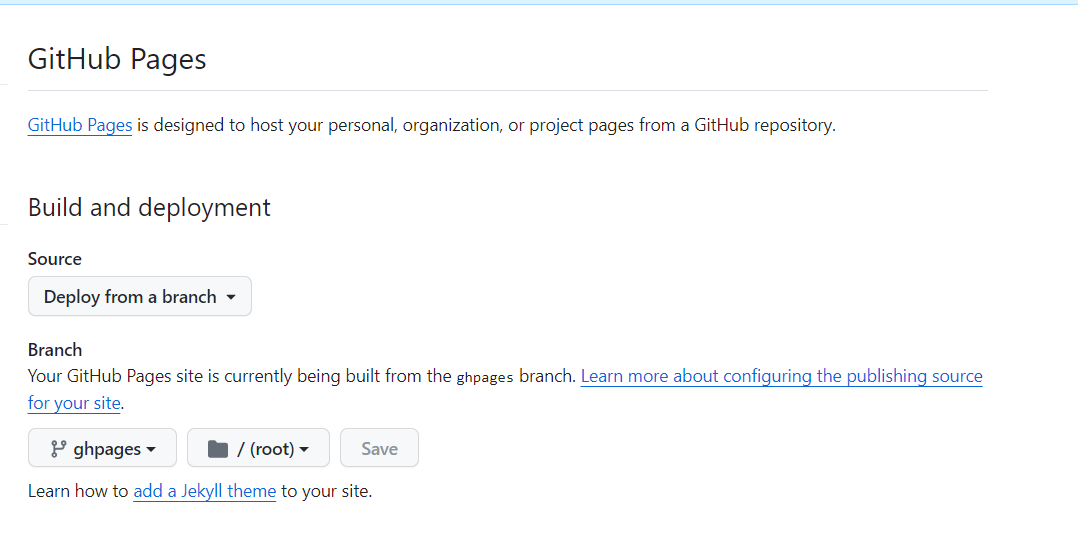 GitHub Pages
GitHub Pages is designed to host your personal, organization, or project pages from a GitHub repository.
Build and deployment
Source
Deploy from a branch
Branch
Your GitHub Pages site is currently being built from the ghpages branch. Learn more about configuring the publishing source
for your site.
ghpages / (root) Save
Learn how to add a Jekyll theme to your site.